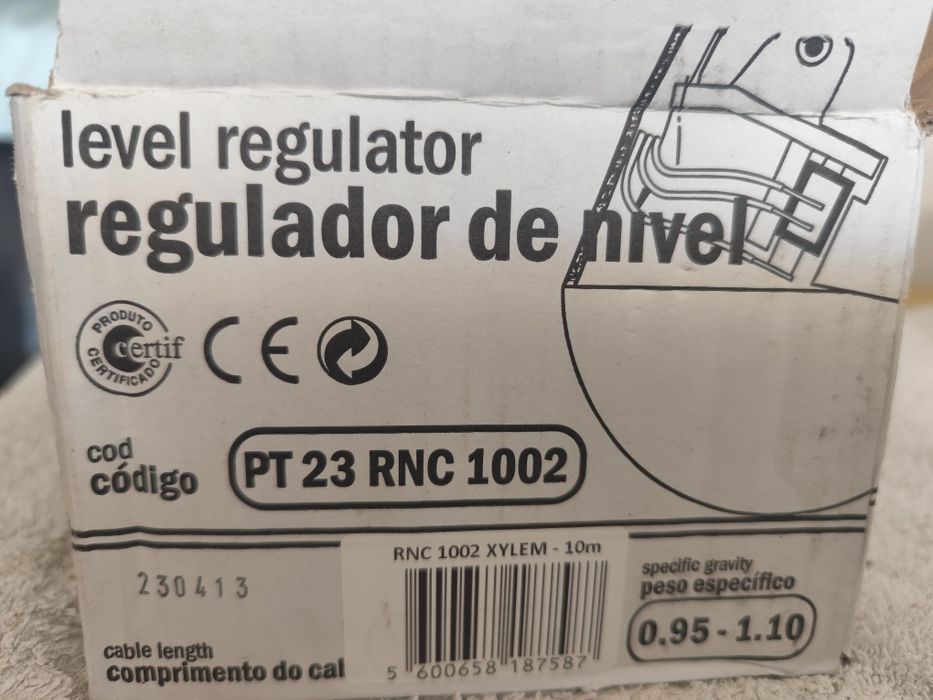 level regulator
regulador de nível
PRODUTO
certif
CERTIFICADO
CE
cod
código
PT 23 RNC 1002
RNC 1002 XYLEM - 10m
230413
specific gravity
peso específico
0.95 - 1.10
cable length
comprimento do cal
5 600658 187587